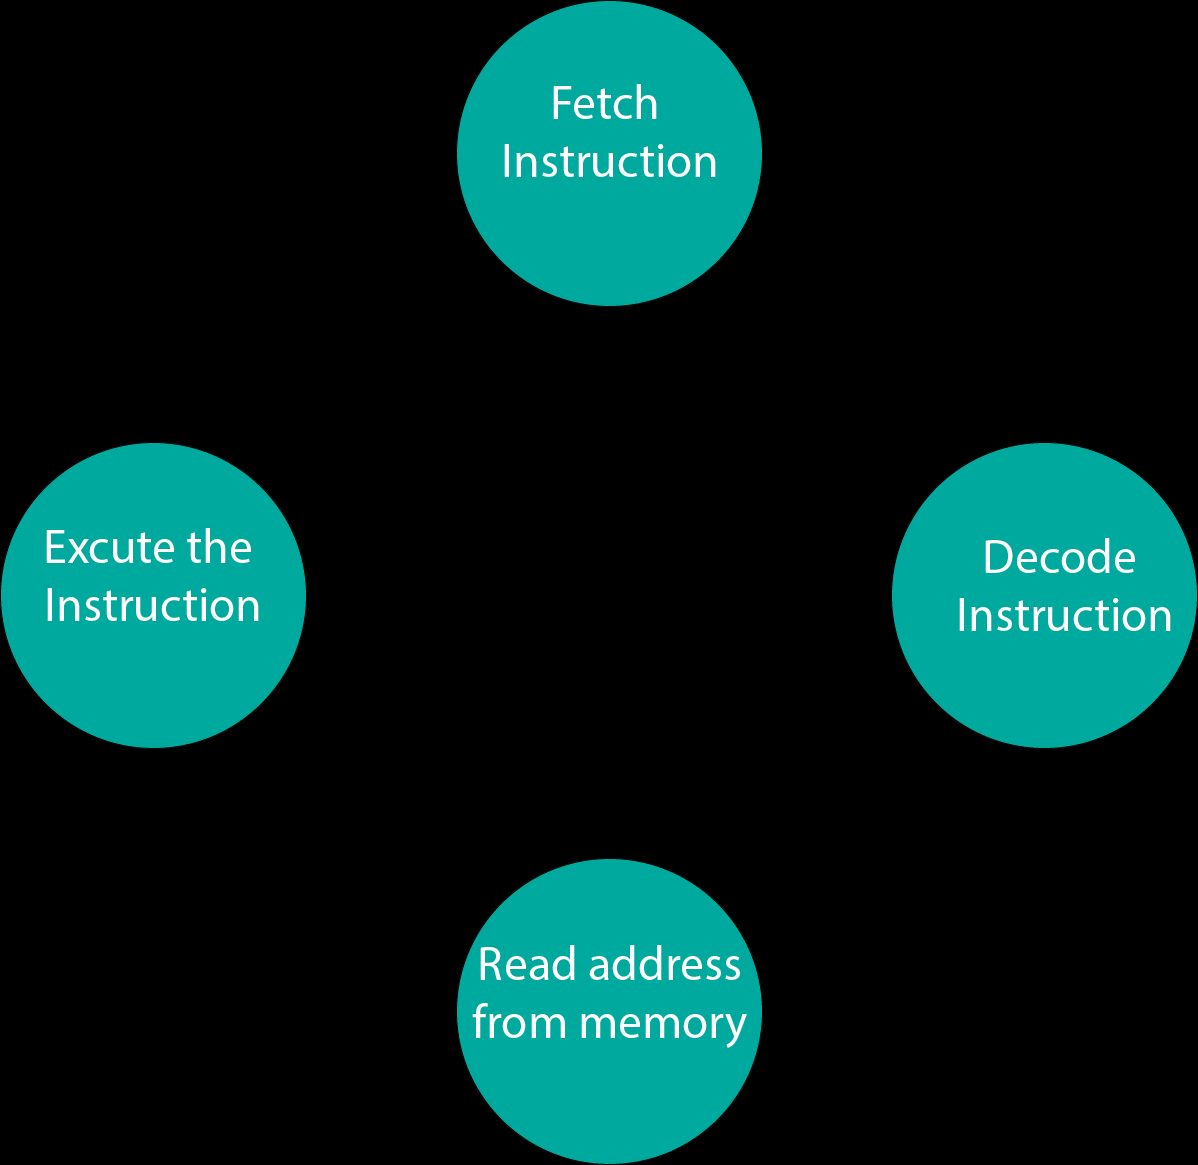 Fetch
Instruction
Excute the
Instruction
Decode
Instruction
Read address
from memory